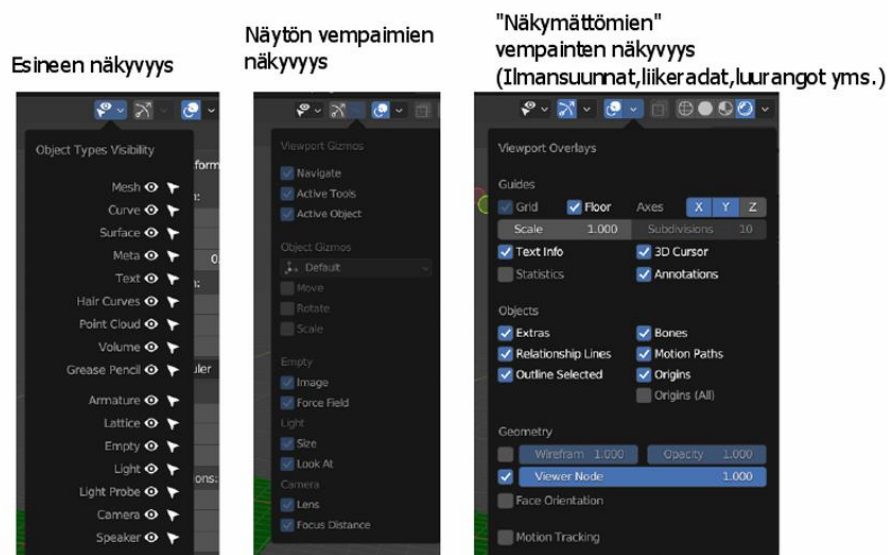 Esineen näkyvyys
Object Types Visibility
Mesh
Curve
Surface
Meta
Text
Hair Curves
Point Cloud
Volume
Grease Pencil
Armature
Lattice
Empty
Light
Light Probe
Camera
Speaker
Näytön vempaimien
näkyvyys
Viewport Gizmos
Navigate
Active Tools
Active Object
Object Gizmos
Default
Move
Rotate
Scale
Empty
Image
Force Field
Light
Size
Look At
Camera
Lens
Focus Distance
"Näkymättömien"
vempainten näkyvyys
(Ilmansuunnat,liikeradat,luurangot yms.)
Viewport Overlays
Guides
Grid Floor Axes X Y Z
Scale 1.000 Subdivisions 10
Text Info 3D Cursor
Statistics Annotations
Objects
Extras Bones
Relationship Lines Motion Paths
Outline Selected Origins
Origins (All)
Geometry
Wirefram 1.000 Opacity 1.000
Viewer Node 1.000
Face Orientation
Motion Tracking